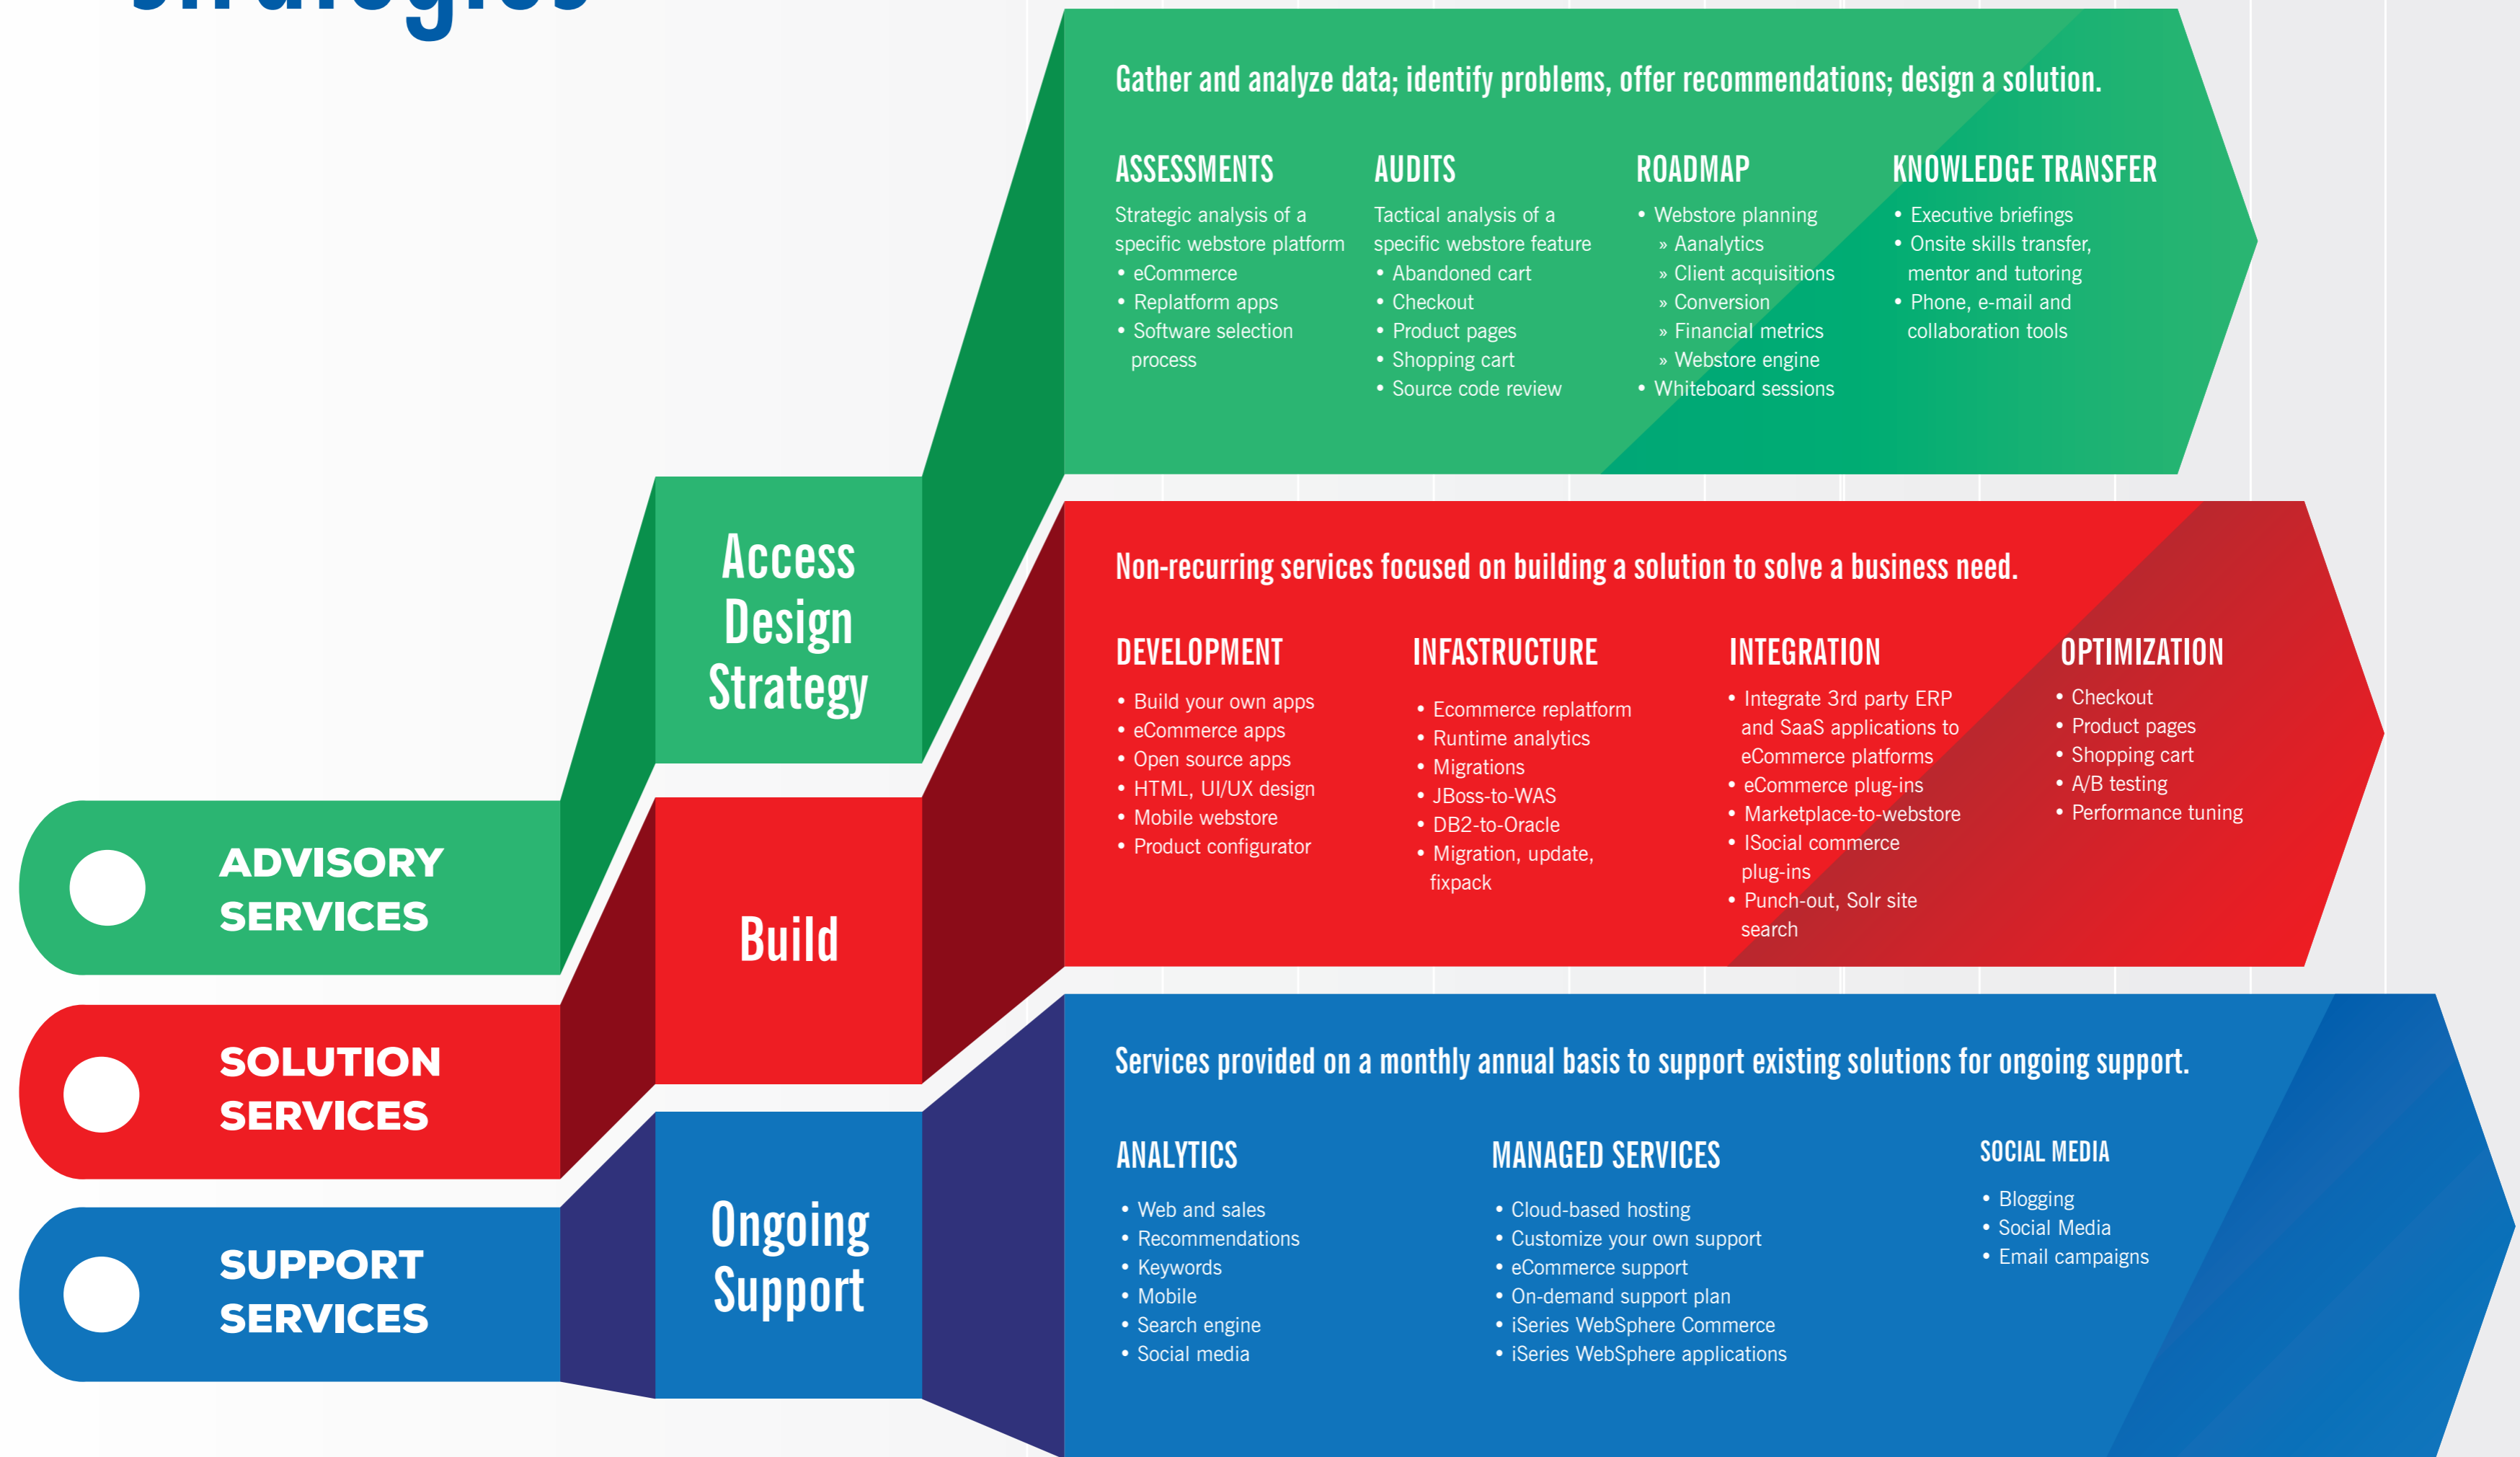 Gather and analyze data; identify problems, offer recommendations; design a solution.
ASSESSMENTS
Strategic analysis of a
specific webstore platform
• eCommerce
• Replatform apps
• Software selection
process
AUDITS
Tactical analysis of a
specific webstore feature
• Abandoned cart
• Checkout
• Product pages
• Shopping cart
• Source code review
ROADMAP
• Webstore planning
» Aanalytics
» Client acquisitions
» Conversion
» Financial metrics
» Webstore engine
• Whiteboard sessions
KNOWLEDGE TRANSFER
• Executive briefings
• Onsite skills transfer,
mentor and tutoring
• Phone, e-mail and
collaboration tools
Access
Design
Strategy
ADVISORY
SERVICES
Non-recurring services focused on building a solution to solve a business need.
DEVELOPMENT
• Build your own apps
• eCommerce apps
• Open source apps
• HTML, UI/UX design
• Mobile webstore
• Product configurator
INFASTRUCTURE
• Ecommerce replatform
• Runtime analytics
• Migrations
• JBoss-to-WAS
• DB2-to-Oracle
• Migration, update,
fixpack
INTEGRATION
• Integrate 3rd party ERP
and SaaS applications to
eCommerce platforms
• eCommerce plug-ins
• Marketplace-to-webstore
• ISocial commerce
plug-ins
• Punch-out, Solr site
search
OPTIMIZATION
• Checkout
• Product pages
• Shopping cart
• A/B testing
• Performance tuning
Build
SOLUTION
SERVICES
Services provided on a monthly annual basis to support existing solutions for ongoing support.
ANALYTICS
• Web and sales
• Recommendations
• Keywords
• Mobile
• Search engine
• Social media
MANAGED SERVICES
• Cloud-based hosting
• Customize your own support
• eCommerce support
• On-demand support plan
• iSeries WebSphere Commerce
• iSeries WebSphere applications
SOCIAL MEDIA
• Blogging
• Social Media
• Email campaigns
Ongoing
Support
SUPPORT
SERVICES